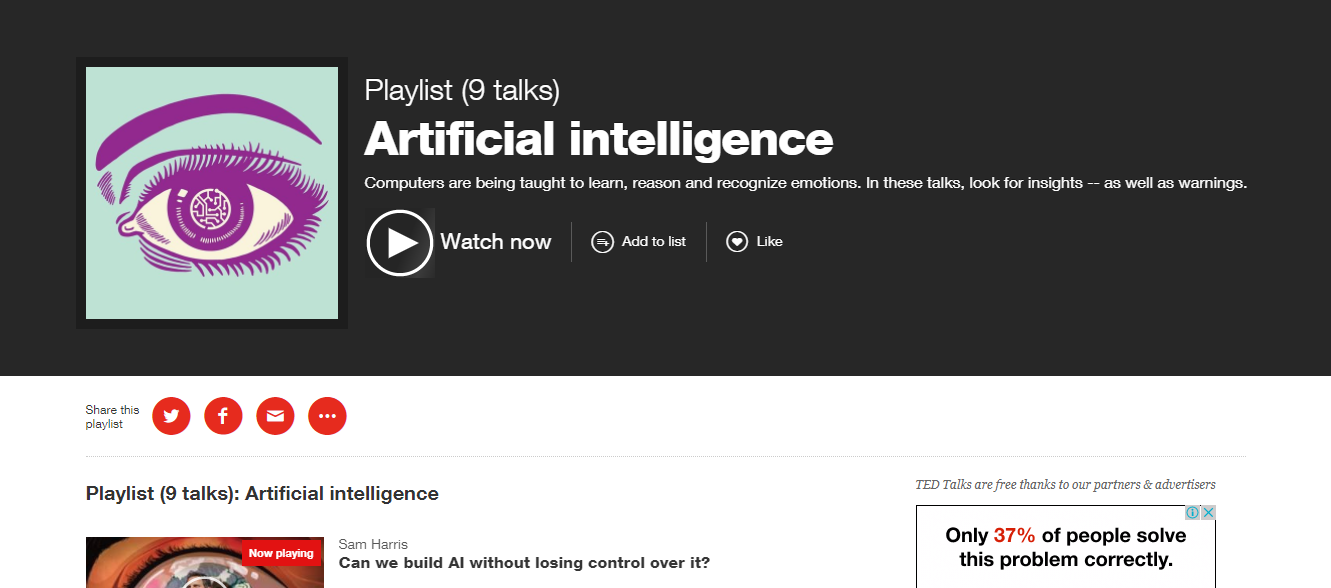 Playlist (9 talks)
Artificial intelligence
Computers are being taught to learn, reason and recognize emotions. In these talks, look for insights -- as well as warnings.
Watch now
Add to list
Like
Share this
playlist
Playlist (9 talks): Artificial intelligence
Now playing
Sam Harris
Can we build AI without losing control over it?
TED Talks are free thanks to our partners & advertisers
Only 37% of people solve
this problem correctly.